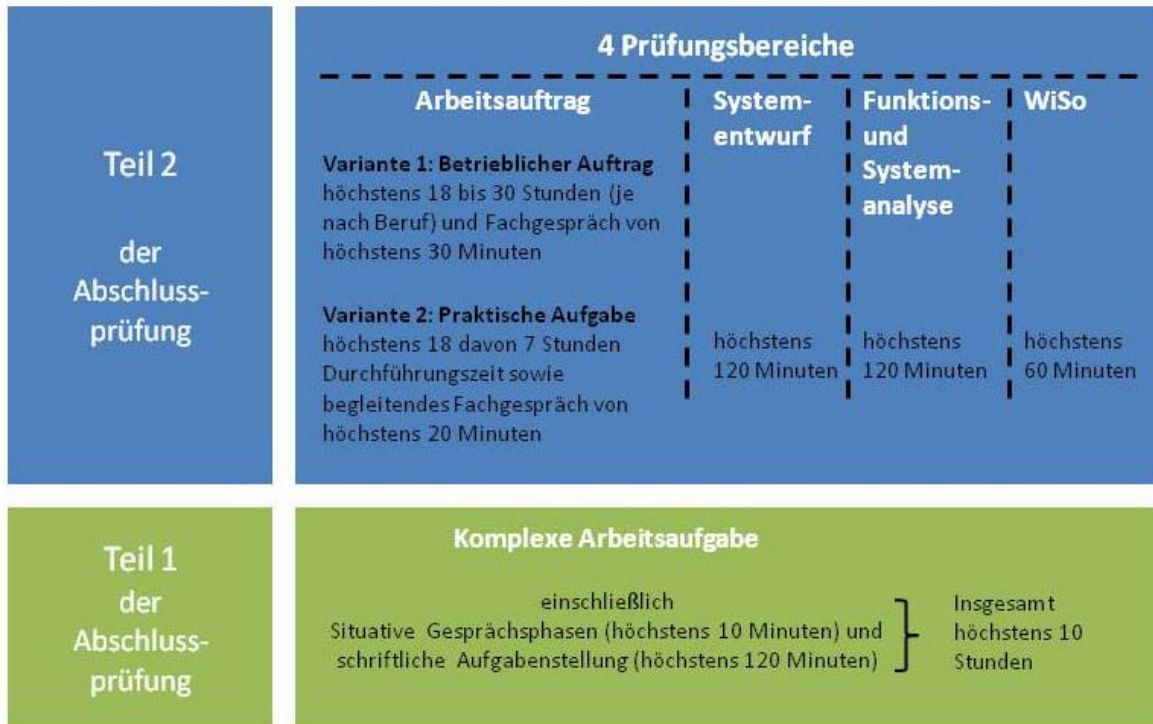 Teil 2
der
Abschluss-
prüfung
4 Prüfungsbereiche
Arbeitsauftrag
Variante 1: Betrieblicher Auftrag
höchstens 18 bis 30 Stunden (je
nach Beruf) und Fachgespräch von
höchstens 30 Minuten
Variante 2: Praktische Aufgabe
höchstens 18 davon 7 Stunden
Durchführungszeit sowie
begleitendes Fachgespräch von
höchstens 20 Minuten
System-
entwurf
höchstens
120 Minuten
Funktions-
und
System-
analyse
höchstens
120 Minuten
WiSo
höchstens
60 Minuten
Teil 1
der
Abschluss-
prüfung
Komplexe Arbeitsaufgabe
einschließlich
Situative Gesprächsphasen (höchstens 10 Minuten) und
schriftliche Aufgabenstellung (höchstens 120 Minuten)
Insgesamt
höchstens 10
Stunden